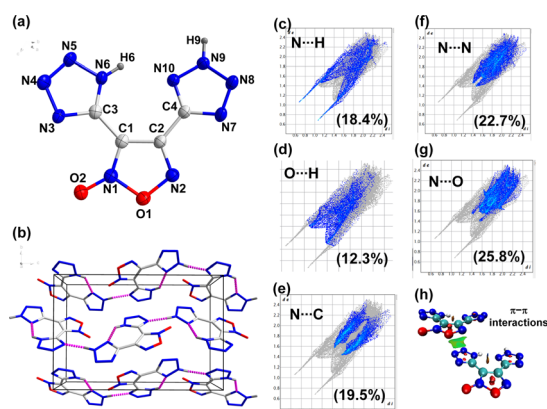 (a)
H9
N5
N6
H6
N10
N9
N4
N8
N3
C3
C4
N7
C1
C2
O2
N1
N2
O1
(b)
(c)
N···H
(18.4%)
(d)
O···H
(12.3%)
(e)
N···C
(19.5%)
(f)
N···N
(22.7%)
(g)
N···O
(25.8%)
(h)
π−π
interactions